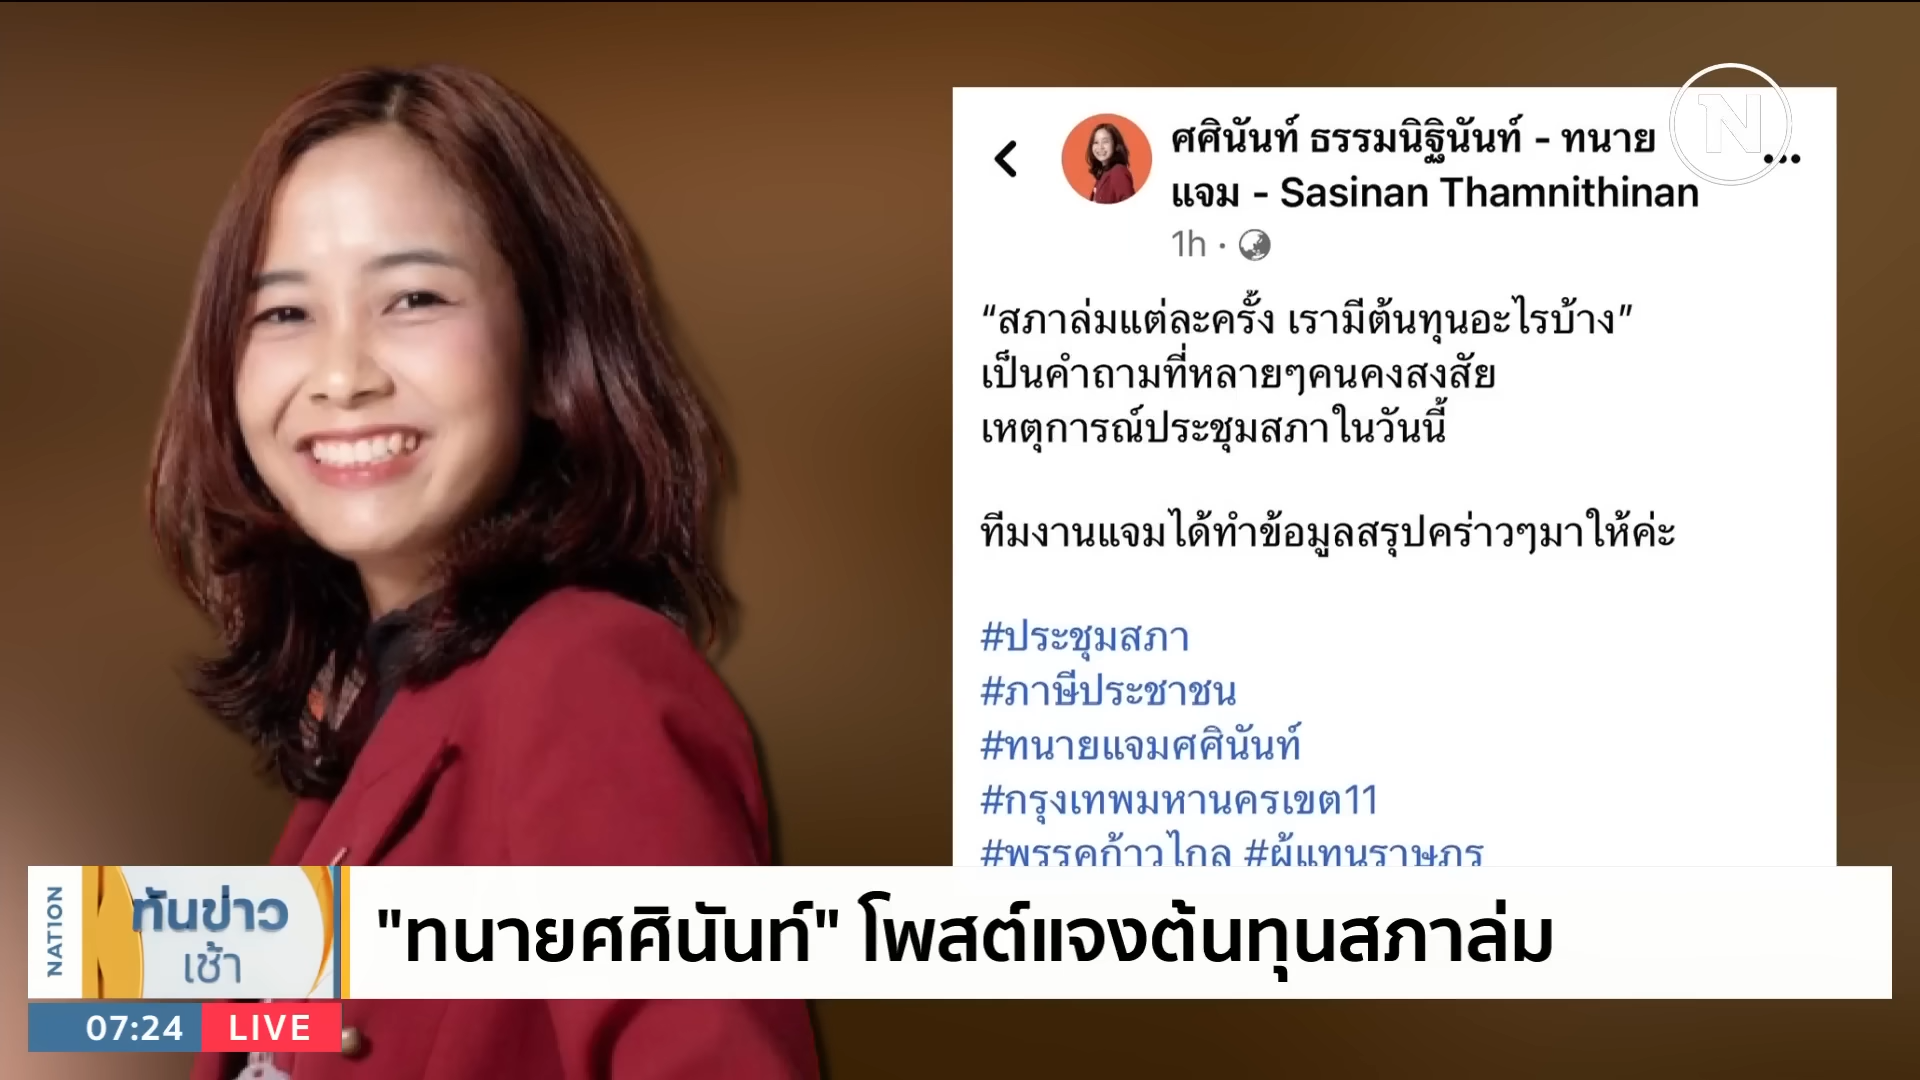 N
ศศินันท์ ธรรมนิฐินันท์ - ทนาย
แจม - Sasinan Thamnithinan
1h
“สภาล่มแต่ละครั้ง เรามีต้นทุนอะไรบ้าง”
เป็นคำถามที่หลายๆคนคงสงสัย
เหตุการณ์ประชุมสภาในวันนี้
ทีมงานแจมได้ทำข้อมูลสรุปคร่าวๆมาให้ค่ะ
#ประชุมสภา
#ภาษีประชาชน
#ทนายแจมศศินันท์
#กรุงเทพมหานครเขต11
#พรรคก้าวไกล #ผู้แทนราษฎร
NATION
ทันข่าว
เช้า
"ทนายศศินันท์" โพสต์แจงต้นทุนสภาล่ม
07:24 LIVE